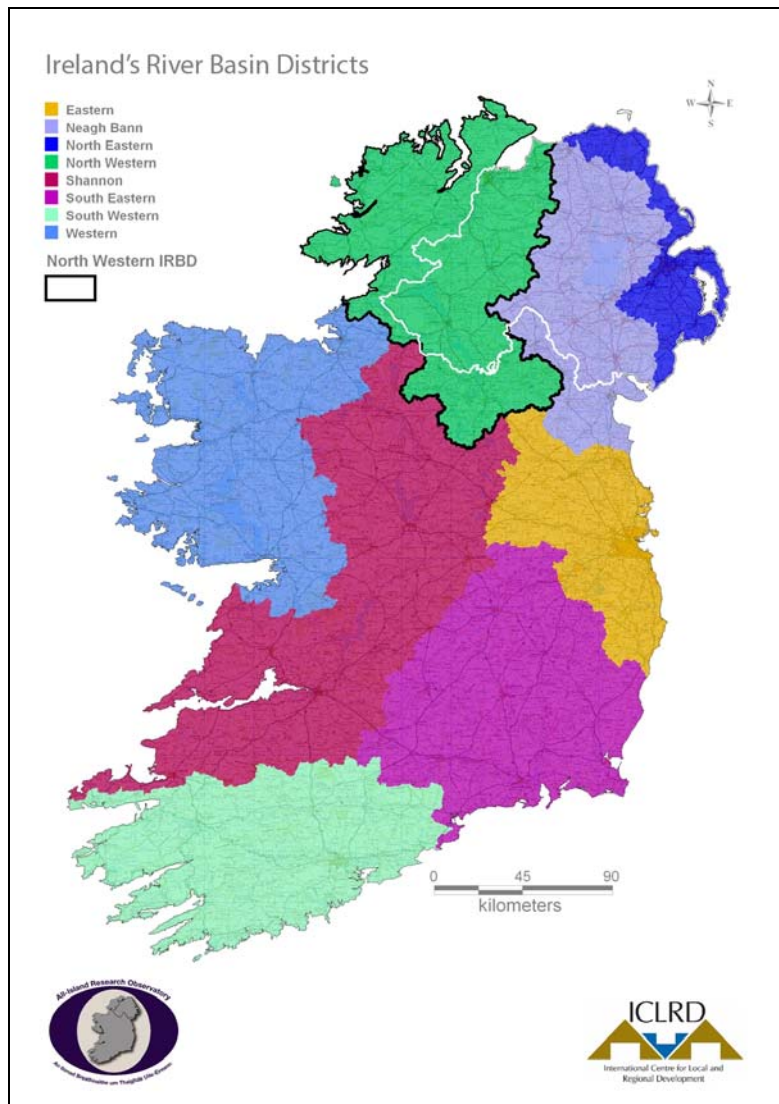 Ireland's River Basin Districts
Eastern
Neagh Bann
North Eastern
North Western
Shannon
South Eastern
South Western
Western
North Western IRBD
N
W E
S
0 45 90
kilometers
All-Island Research Observatory
ICLRD
International Centre for Local and
Regional Development